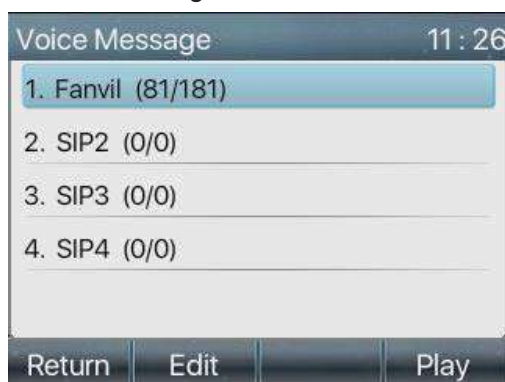 Voice Message 11 : 26
1. Fanvil (81/181)
2. SIP2 (0/0)
3. SIP3 (0/0)
4. SIP4 (0/0)
Return Edit Play